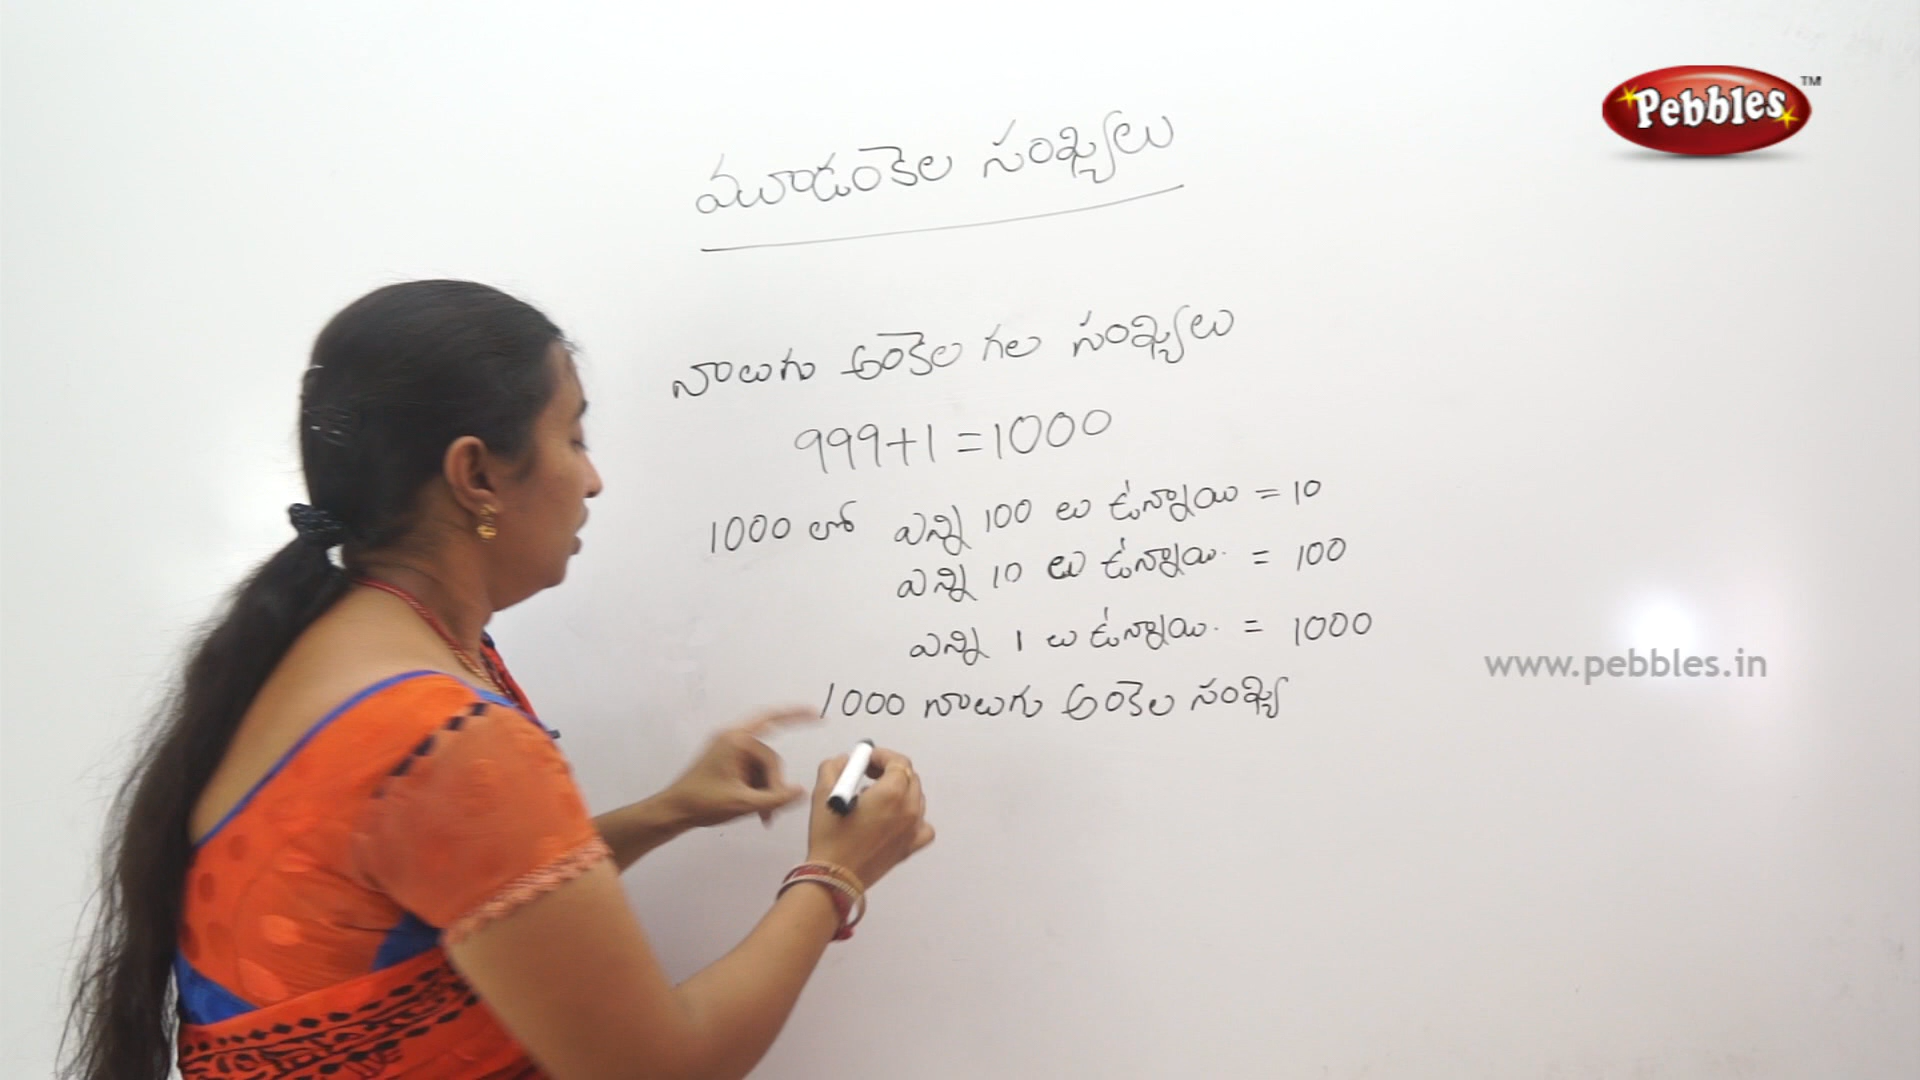 Pebbles TM
మూడంకెల సంఖ్యలు
నాలుగు అంకెల గల సంఖ్యలు
999+1=1000
1000 లో ఎన్ని 100 లు ఉన్నాయి = 10
ఎన్ని 10 లు ఉన్నాయి. = 100
ఎన్ని 1 లు ఉన్నాయి. = 1000
www.pebbles.in
1000 నాలుగు అంకెల సంఖ్య